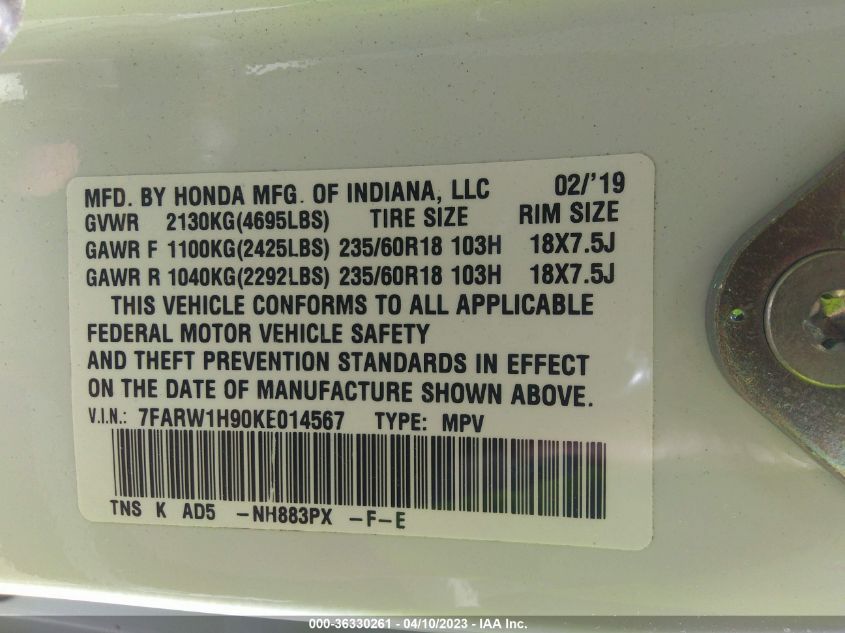 MFD. BY HONDA MFG. OF INDIANA, LLC 02/'19
GVWR 2130KG(4695LBS) TIRE SIZE RIM SIZE
GAWR F 1100KG(2425LBS) 235/60R18 103H 18X7.5J
GAWR R 1040KG(2292LBS) 235/60R18 103H 18X7.5J
THIS VEHICLE CONFORMS TO ALL APPLICABLE
FEDERAL MOTOR VEHICLE SAFETY
AND THEFT PREVENTION STANDARDS IN EFFECT
ON THE DATE OF MANUFACTURE SHOWN ABOVE.
V.I.N.: 7FARW1H90KE014567 TYPE: MPV
TNS K AD5 -NH883PX -F-E
000-36330261 - 04/10/2023 - IAA Inc.